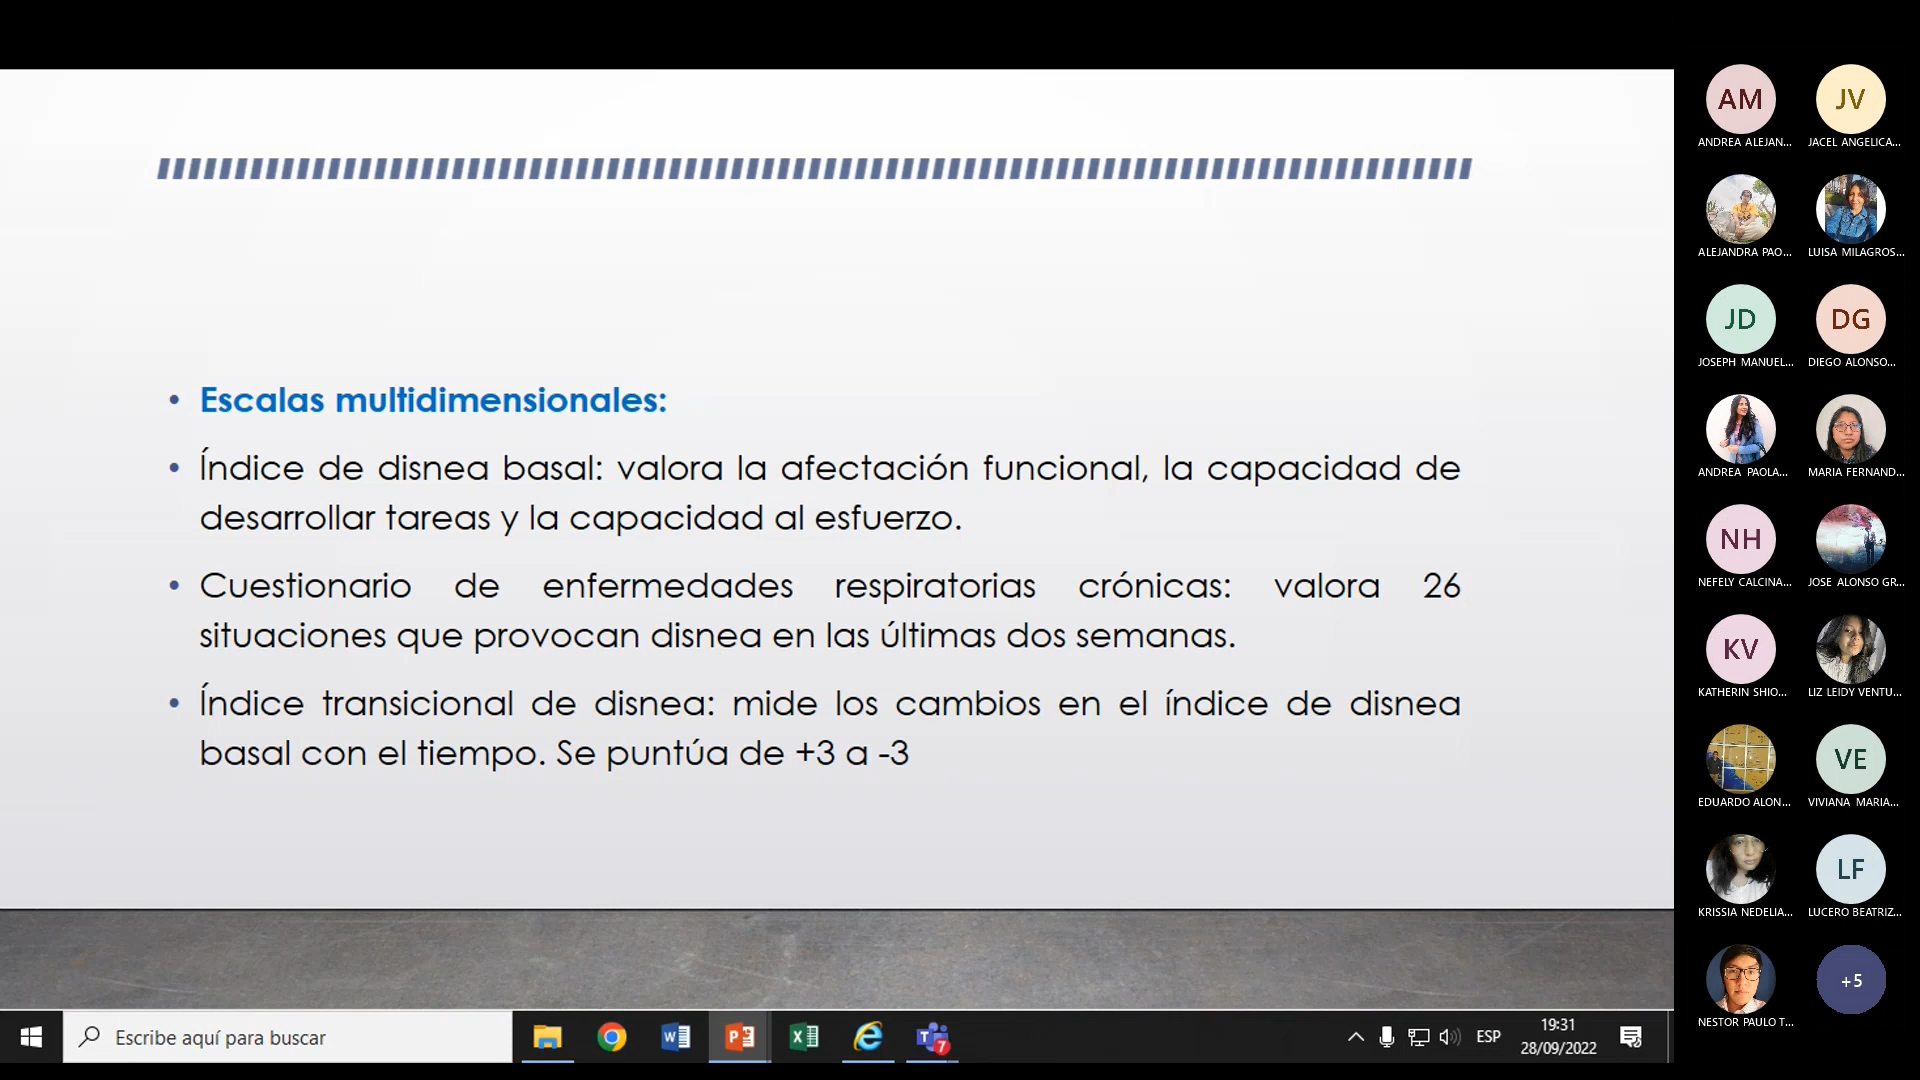 • Escalas multidimensionales:
• Índice de disnea basal: valora la afectación funcional, la capacidad de
desarrollar tareas y la capacidad al esfuerzo.
• Cuestionario de enfermedades respiratorias crónicas: valora 26
situaciones que provocan disnea en las últimas dos semanas.
• Índice transicional de disnea: mide los cambios en el índice de disnea
basal con el tiempo. Se puntúa de +3 a -3
AM
ANDREA ALEJAN...
JV
JACEL ANGELICA...
ALEJANDRA PAO...
LUISA MILAGROS...
JD
JOSEPH MANUEL...
DG
DIEGO ALONSO...
ANDREA PAOLA...
MARIA FERNAND...
NH
NEFELY CALCINA...
JOSE ALONSO GR...
KV
KATHERIN SHIO...
LIZ LEIDY VENTU...
EDUARDO ALON...
VE
VIVIANA MARIA...
KRISSIA NEDELIA...
LF
LUCERO BEATRIZ...
NESTOR PAULO T...
+5
Escribe aquí para buscar
7
ESP
19:31
28/09/2022